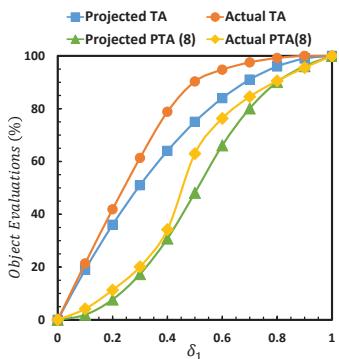 Projected TA Actual TA
Projected PTA (8) Actual PTA(8)
Object Evaluations (%)
100
80
60
40
20
0
0 0.2 0.4 0.6 0.8 1
δ₁